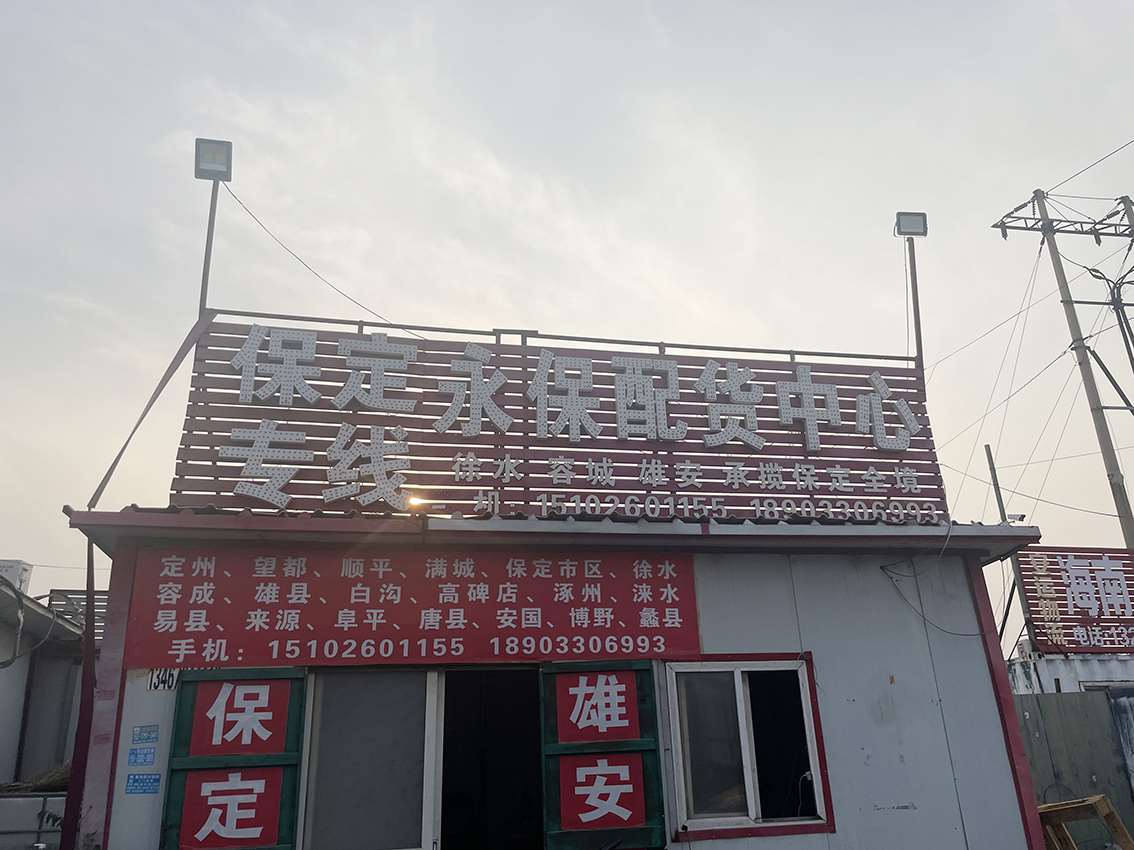 保定永保配货中心
专线
徐水 容城 雄安 承揽保定全境
机：15102601155 18903306993
定州、望都、顺平、满城、保定市区、徐水
容成、雄县、白沟、高碑店、涿州、涞水
易县、来源、阜平、唐县、安国、博野、蠡县
手机：15102601155 18903306993
1346
保定
雄安
海南
电话:13